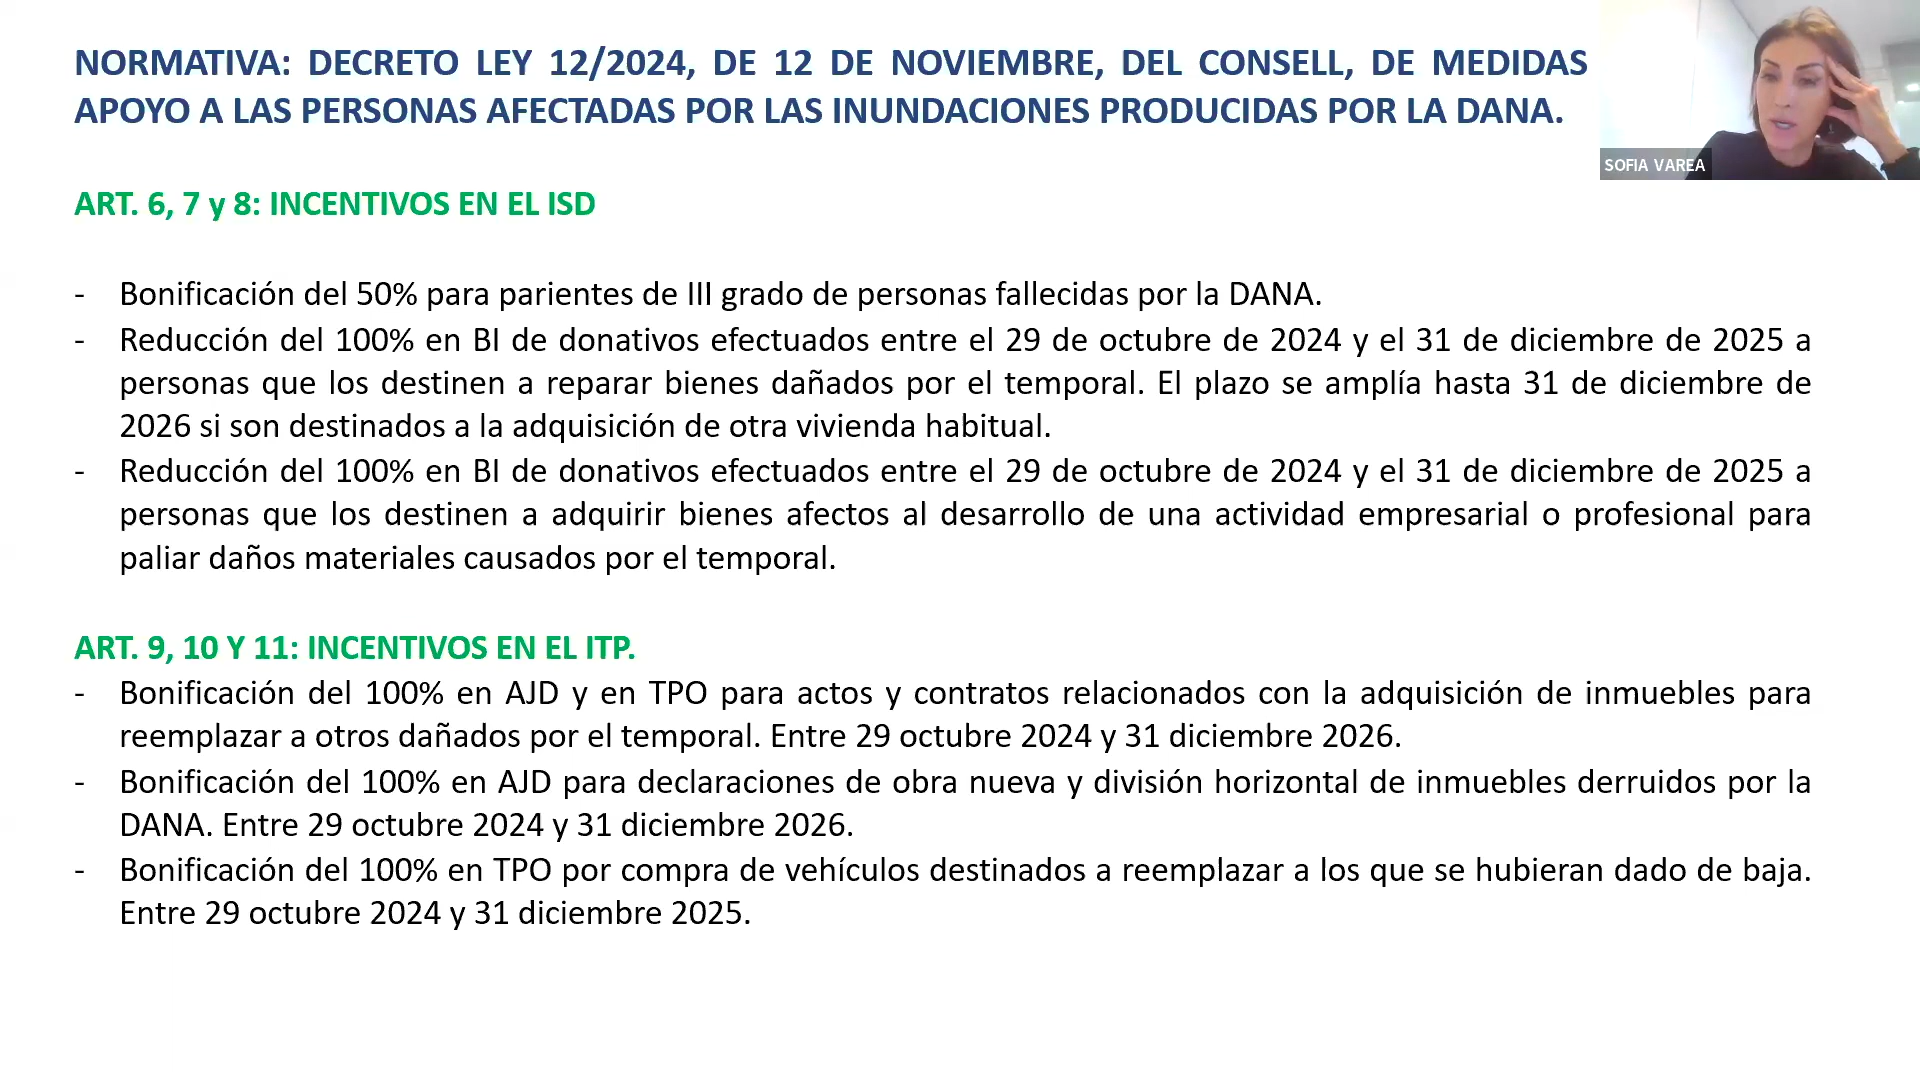 NORMATIVA: DECRETO LEY 12/2024, DE 12 DE NOVIEMBRE, DEL CONSELL, DE MEDIDAS
APOYO A LAS PERSONAS AFECTADAS POR LAS INUNDACIONES PRODUCIDAS POR LA DANA.
SOFIA VAREA
ART. 6, 7 y 8: INCENTIVOS EN EL ISD
- Bonificación del 50% para parientes de III grado de personas fallecidas por la DANA.
- Reducción del 100% en BI de donativos efectuados entre el 29 de octubre de 2024 y el 31 de diciembre de 2025 a
personas que los destinen a reparar bienes dañados por el temporal. El plazo se amplía hasta 31 de diciembre de
2026 si son destinados a la adquisición de otra vivienda habitual.
- Reducción del 100% en BI de donativos efectuados entre el 29 de octubre de 2024 y el 31 de diciembre de 2025 a
personas que los destinen a adquirir bienes afectos al desarrollo de una actividad empresarial o profesional para
paliar daños materiales causados por el temporal.
ART. 9, 10 Y 11: INCENTIVOS EN EL ITP.
- Bonificación del 100% en AJD y en TPO para actos y contratos relacionados con la adquisición de inmuebles para
reemplazar a otros dañados por el temporal. Entre 29 octubre 2024 y 31 diciembre 2026.
- Bonificación del 100% en AJD para declaraciones de obra nueva y división horizontal de inmuebles derruidos por la
DANA. Entre 29 octubre 2024 y 31 diciembre 2026.
- Bonificación del 100% en TPO por compra de vehículos destinados a reemplazar a los que se hubieran dado de baja.
Entre 29 octubre 2024 y 31 diciembre 2025.